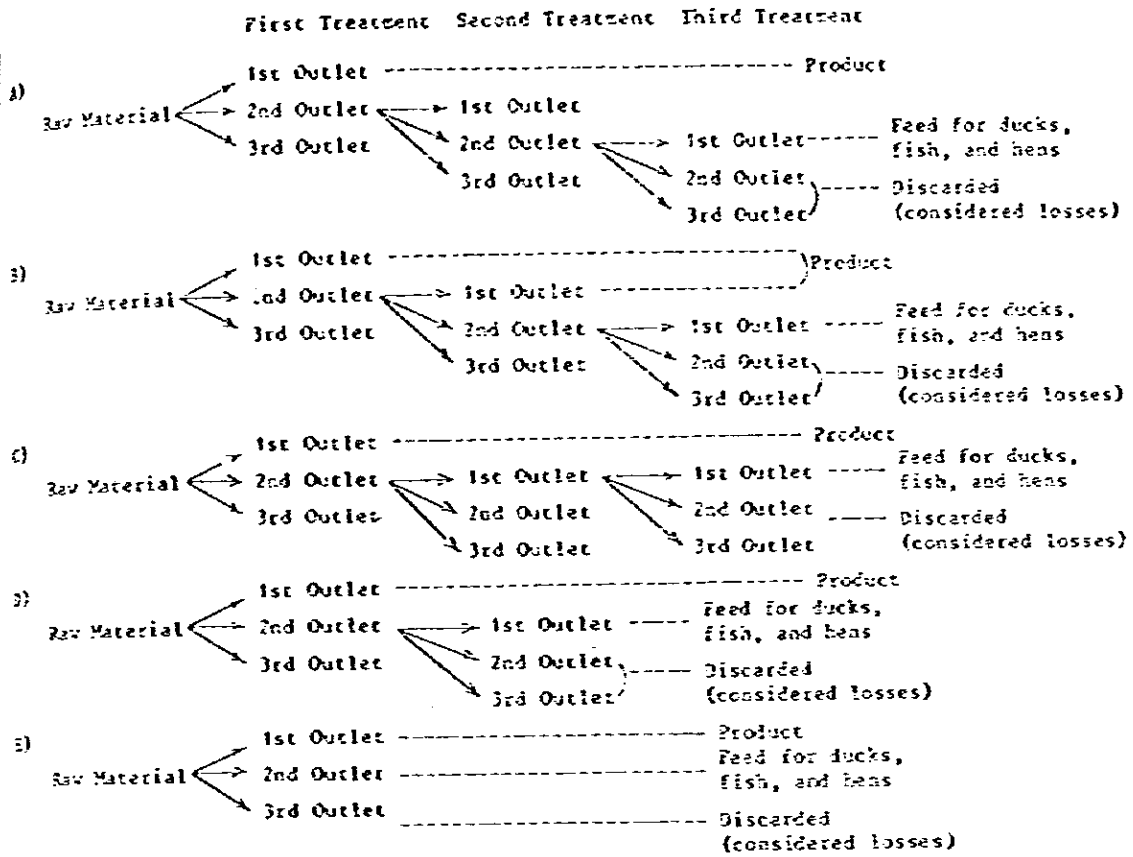 First Treatment Second Treatment Third Treatment
A)
1st Outlet Product
Raw Material 2nd Outlet 1st Outlet
3rd Outlet 2nd Outlet 1st Outlet Feed for ducks,
fish, and hens
3rd Outlet 2nd Outlet Discarded
3rd Outlet (considered losses)
1st Outlet Product
Raw Material 2nd Outlet 1st Outlet
3rd Outlet 2nd Outlet 1st Outlet Feed for ducks,
fish, and hens
3rd Outlet 2nd Outlet Discarded
3rd Outlet (considered losses)
C)
1st Outlet Product
Raw Material 2nd Outlet 1st Outlet 1st Outlet Feed for ducks,
fish, and hens
3rd Outlet 2nd Outlet 2nd Outlet Discarded
3rd Outlet 3rd Outlet (considered losses)
1st Outlet Product
Raw Material 2nd Outlet 1st Outlet Feed for ducks,
fish, and hens
3rd Outlet 2nd Outlet Discarded
3rd Outlet (considered losses)
E)
1st Outlet Product
Raw Material 2nd Outlet Feed for ducks,
fish, and hens
3rd Outlet Discarded
(considered losses)